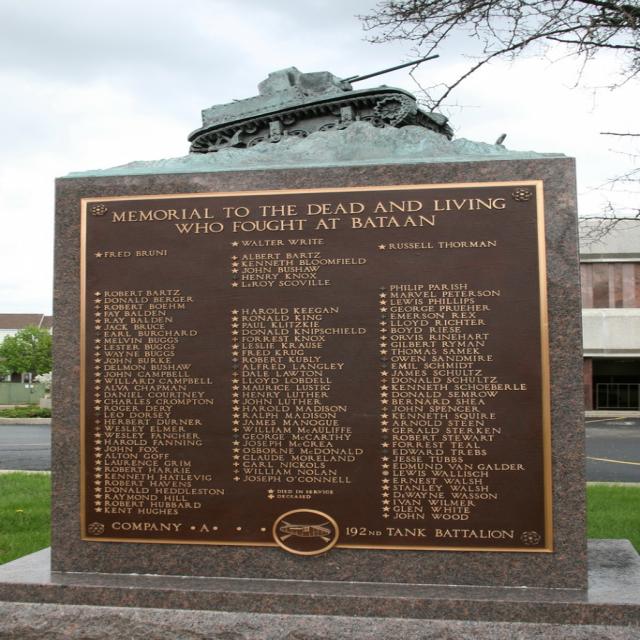 MEMORIAL TO THE DEAD AND LIVING
WHO FOUGHT AT BATAAN
★ FRED BRUNI
★ WALTER WRITE
★ RUSSELL THORMAN
★ ALBERT BARTZ
★ KENNETH BLOOMFIELD
★ JOHN BUSHAW
HENRY KNOX
★ LEROY SCOVILLE
ROBERT BARTZ
DONALD BERGER
ROBERT BOEHM
FAY BALDEN
RAY BALDEN
JACK BRUCE
EARL BURCHARD
MELVIN BUGGS
LESTER BUGGS
WAYNE BUGGS
JOHN BURKE
DELMON BUSHAW
JOHN CAMPBELL
WILLARD CAMPBELL
ALVA CHAPMAN
DANIEL COURTNEY
CHARLES CROMPTON
ROGER DERY
LEO DORSEY
HERBERT DURNER
WESLEY ELMER
WESLEY FANCHER
HAROLD FANNING
JOHN FOX
ALTON GOFF
LAURENCE GRIM
ROBERT HARRIE
KENNETH HATLEVIG
ROBERT HAVENS
DONALD HEDDLESTON
RAYMOND HILL
ROBERT HUBBARD
KENT HUGHES
HAROLD KEEGAN
RONALD KING
PAUL KLITZKIE
DONALD KNIPSHIELD
FORREST KNOX
LESLIE KRAUSE
FRED KRUG
ROBERT KUBLY
ALFRED LANGLEY
DALE LAWTON
LLOYD LOBDELL
MAURICE LUSTIG
HENRY LUTHER
JOHN LUTHER
HAROLD MADISON
RALPH MADISON
JAMES MANOGUE
WILLIAM McAULIFFE
GEORGE McCARTHY
JOSEPH McCREA
OSBORNE McDONALD
CLAUDE MORELAND
CARL NICKOLS
WILLIAM NOLAN
JOSEPH O'CONNELL
PHILIP PARISH
MARVEL PETERSON
LEWIS PHILLIPS
GEORGE PRUEHER
EMERSON REX
LLOYD RICHTER
BOYD RIESE
ORVIS RINEHART
GILBERT RYMAN
THOMAS SAMEK
OWEN SANDMIRE
EMIL SCHMIDT
JAMES SCHULTZ
DONALD SCHULTZ
KENNETH SCHOEBERLE
DONALD SEMROW
BERNARD SHEA
JOHN SPENCER
KENNETH SQUIRE
ARNOLD STEEN
GERALD STERKEN
ROBERT STEWART
FORREST TEAL
EDWARD TREBS
JESSE TUBBS
EDMUND VAN GALDER
LEWIS WALLISCH
ERNEST WALSH
STANLEY WALSH
DeWAYNE WASSON
IVAN WILMER
GLEN WHITE
JOHN WOOD
★ DIED IN SERVICE
DECEASED
COMPANY · A · 192ND TANK BATTALION